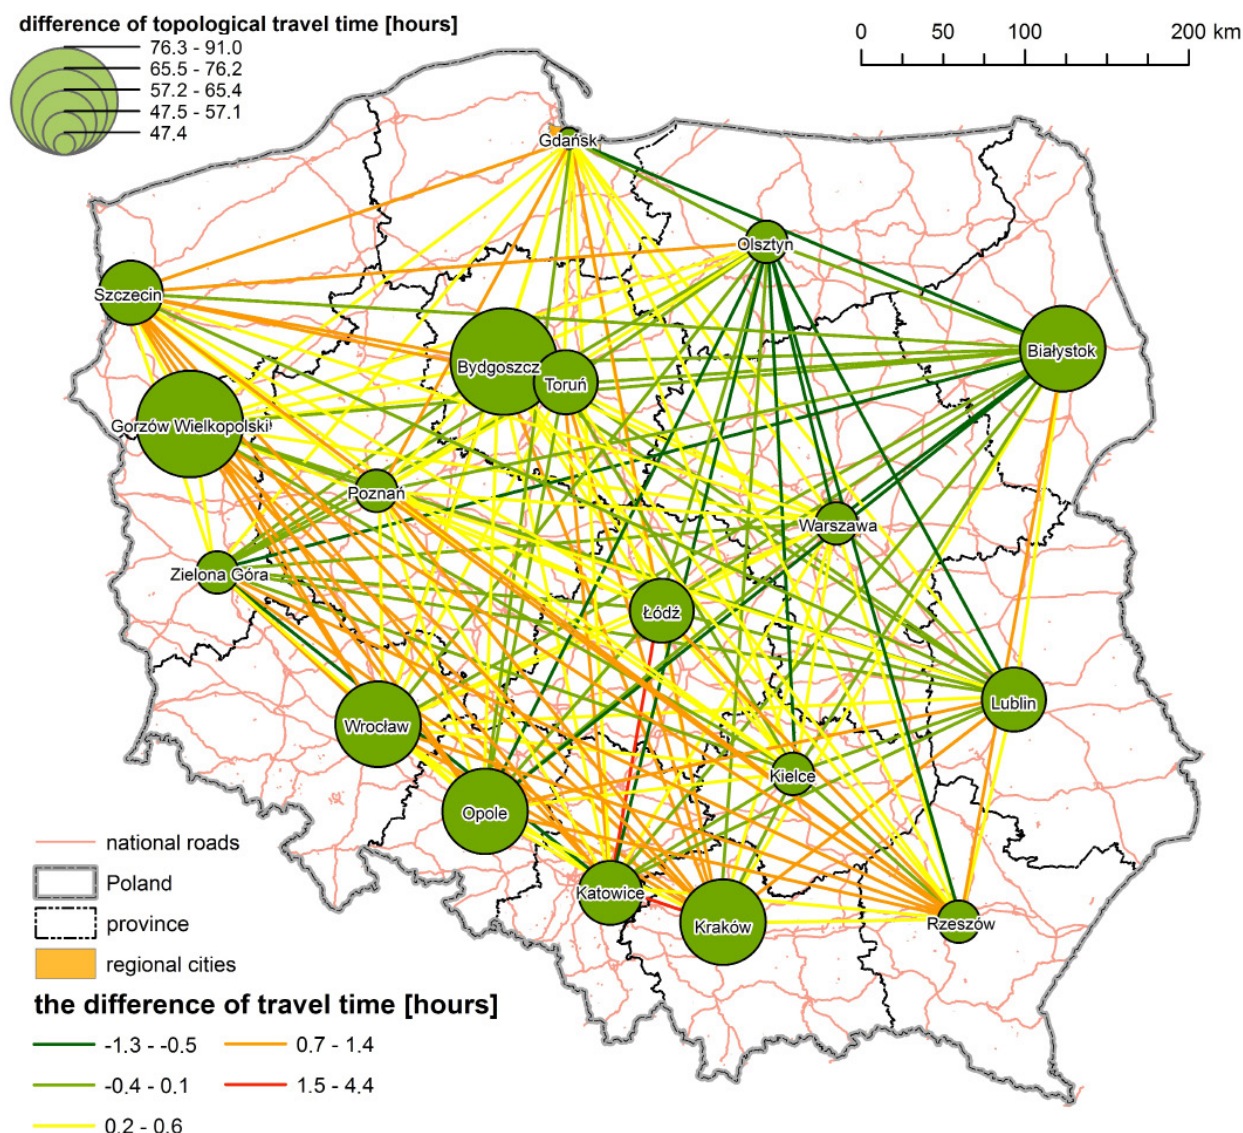 difference of topological travel time [hours]
76.3 - 91.0
65.5 - 76.2
57.2 - 65.4
47.5 - 57.1
47.4
0 50 100 200 km
Gdańsk
Olsztyn
Szczecin
Białystok
Bydgoszcz
Toruń
Gorzów Wielkopolski
Poznań
Warszawa
Zielona Góra
Łódź
Lublin
Wrocław
Kielce
Opole
Katowice
Kraków
Rzeszów
national roads
Poland
province
regional cities
the difference of travel time [hours]
-1.3 - -0.5 0.7 - 1.4
-0.4 - 0.1 1.5 - 4.4
0.2 - 0.6